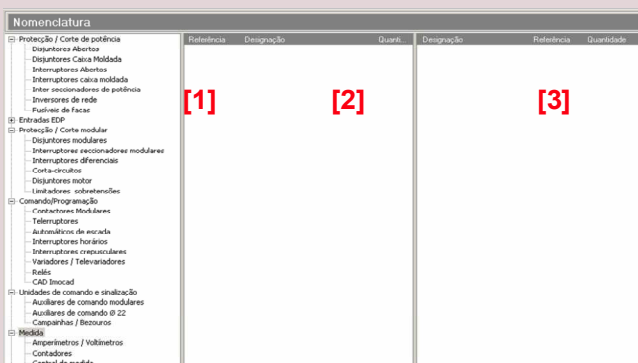 Nomenclatura
Protecção / Corte de potência
Disjuntores Abertos
Disjuntores Caixa Moldada
Interruptores Abertos
Interruptores caixa moldada
Inter seccionadores de potência
Inversores de rede
Fusíveis de facas
Entradas EDP
Protecção / Corte modular
Disjuntores modulares
Interruptores seccionadores modulares
Interruptores diferenciais
Corta-circuitos
Disjuntores motor
Limitadores sobretensões
Comando/Programação
Contactores Modulares
Telerruptores
Automáticos de escada
Interruptores horários
Interruptores crepusculares
Variadores / Televariadores
Relés
CAD Imocad
Unidades de comando e sinalização
Auxiliares de comando modulares
Auxiliares de comando Ø 22
Campainhas / Bezouros
Medida
Amperímetros / Voltímetros
Contadores
Central de medida
Referência Designação Quanti...
Designação Referência Quantidade
[1] [2] [3]